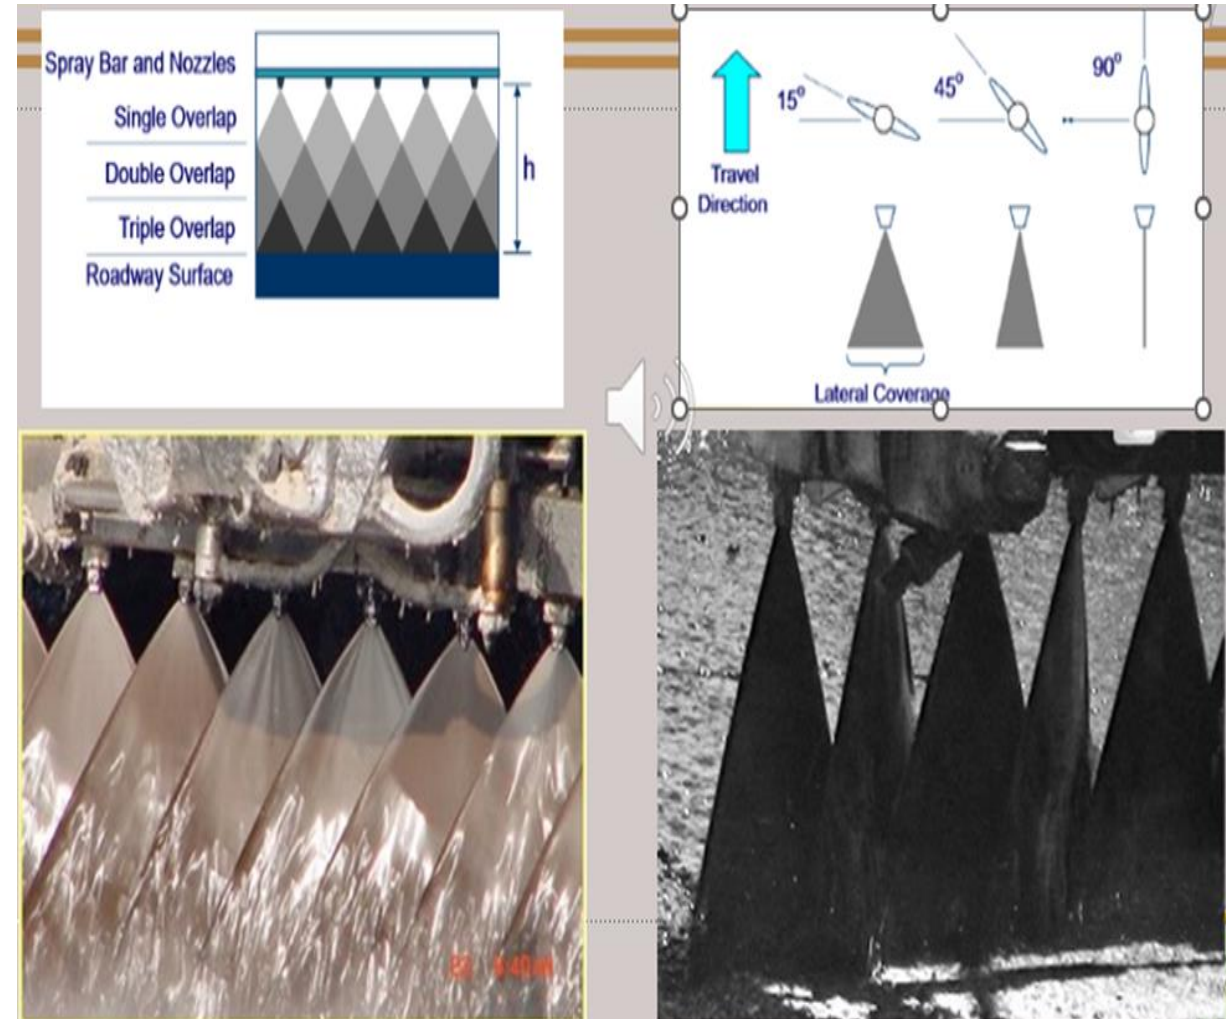 Spray Bar and Nozzles
Single Overlap
Double Overlap
Triple Overlap
Roadway Surface
h
Travel
Direction
15°
45°
90°
Lateral Coverage